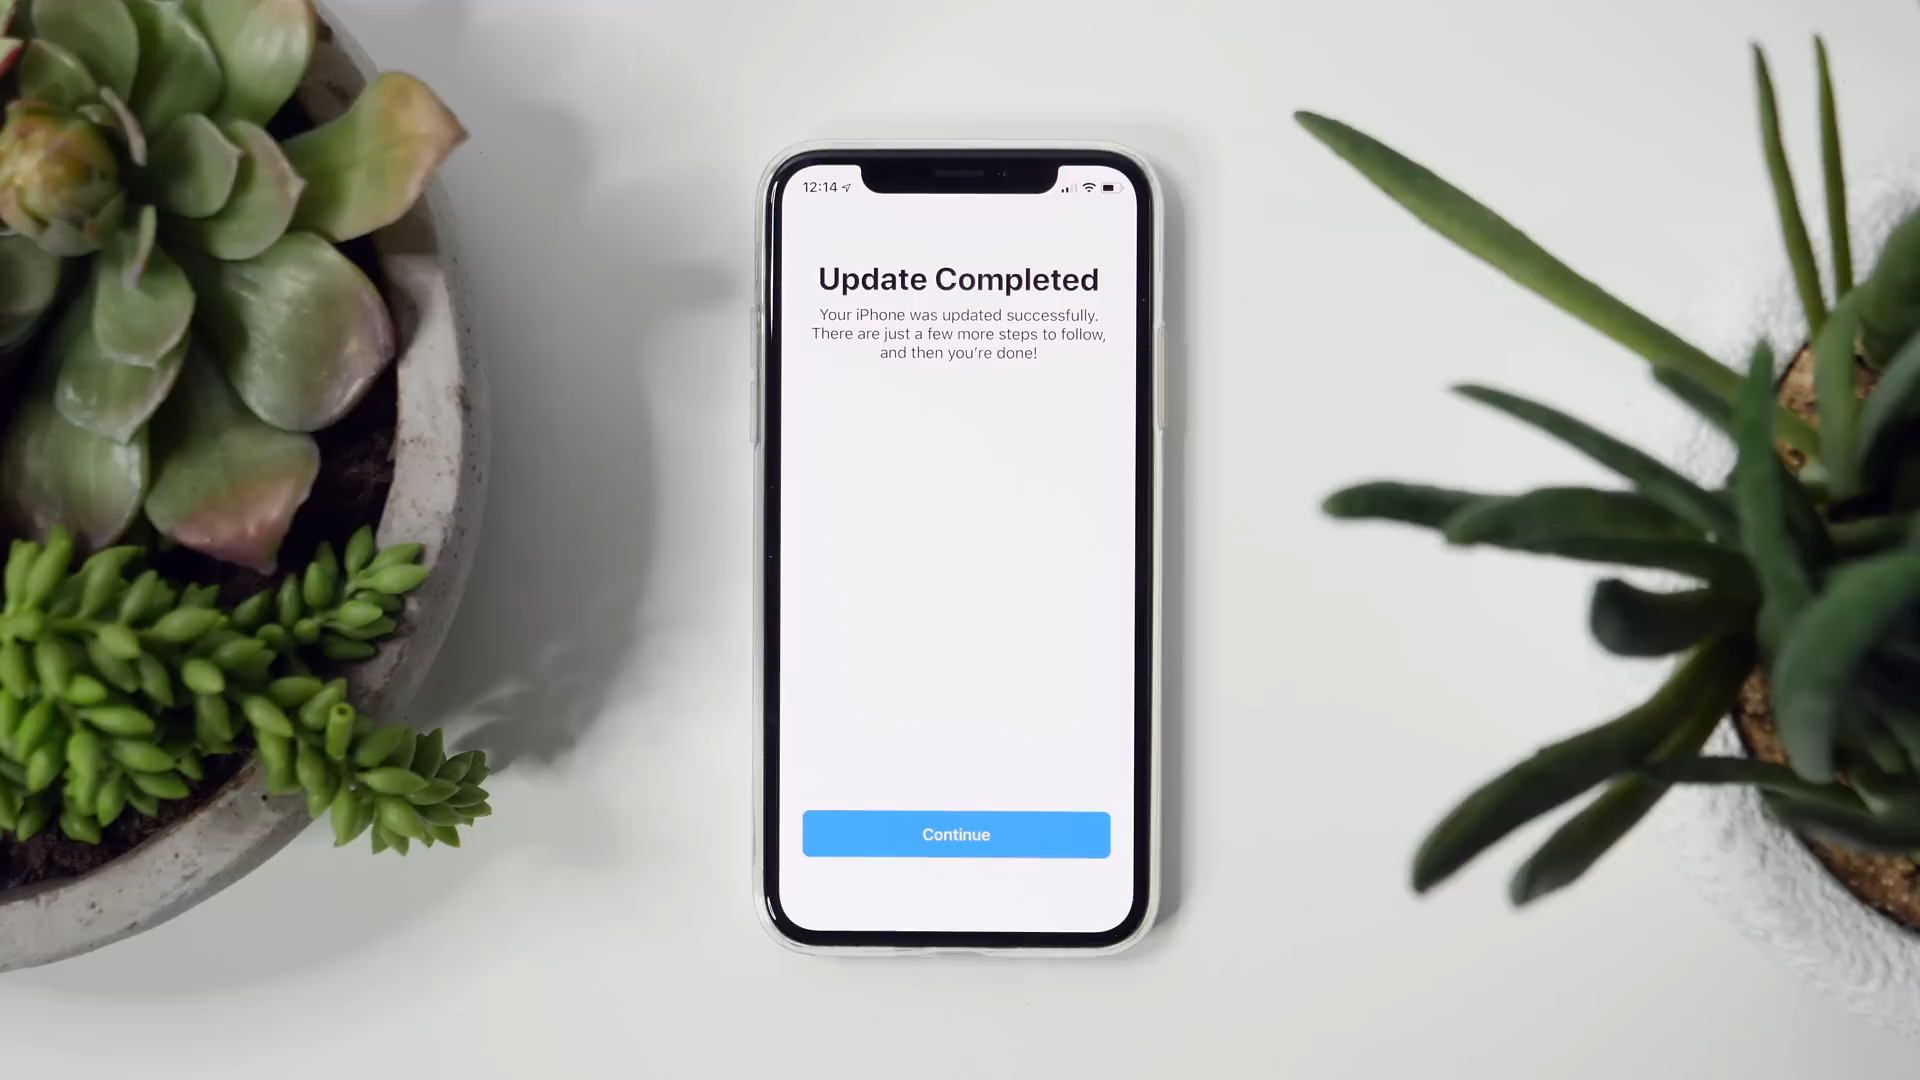 12:14
Update Completed
Your iPhone was updated successfully.
There are just a few more steps to follow,
and then you’re done!
Continue